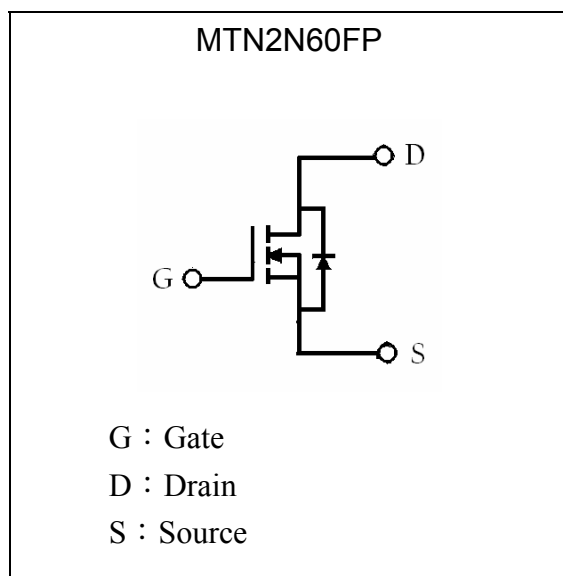 MTN2N60FP
D
G
S
G：Gate
D：Drain
S：Source